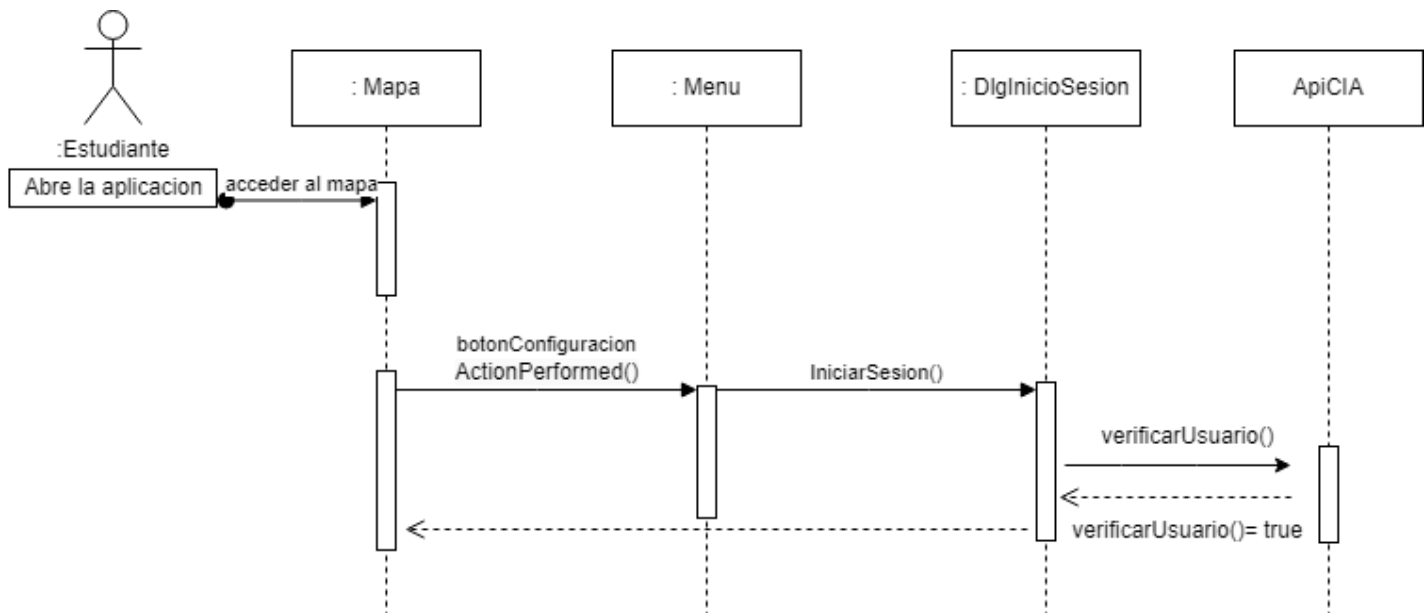 : Mapa
: Menu
: DlgInicioSesion
ApiCIA
:Estudiante
Abre la aplicacion
acceder al mapa
botonConfiguracion
ActionPerformed()
IniciarSesion()
verificarUsuario()
verificarUsuario()= true